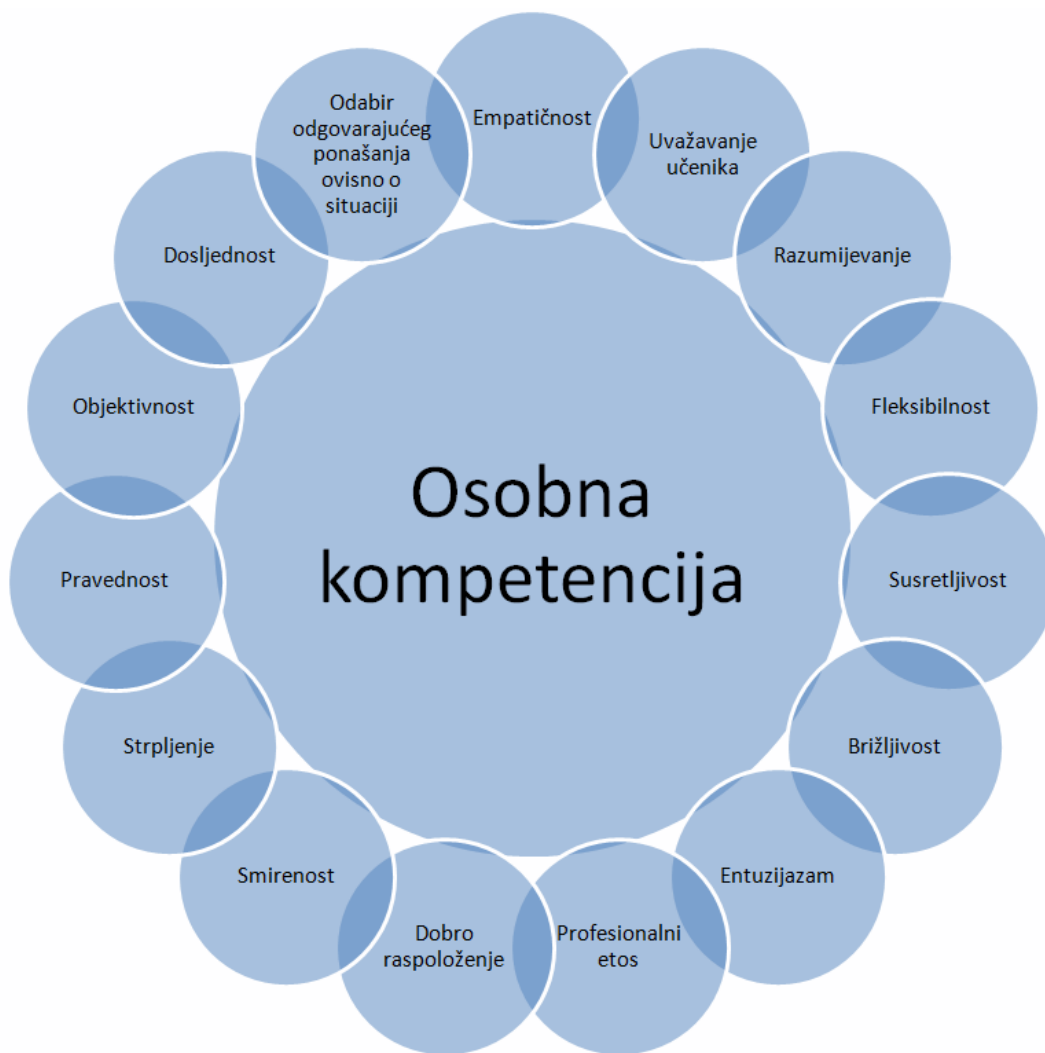 Empatičnost
Uvažavanje
učenika
Razumijevanje
Fleksibilnost
Susretljivost
Brižljivost
Entuzijazam
Profesionalni
etos
Dobro
raspoloženje
Smirenost
Strpljenje
Pravednost
Objektivnost
Dosljednost
Odabir
odgovarajućeg
ponašanja
ovisno o
situaciji
Osobna
kompetencija